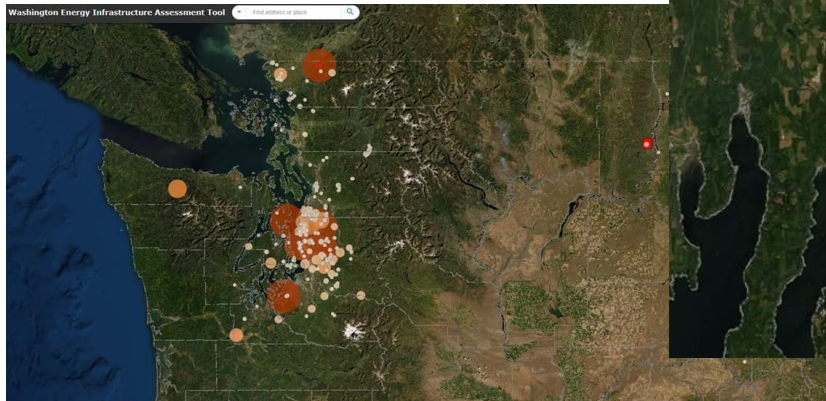 Washington Energy Infrastructure Assessment Tool
Find address or place